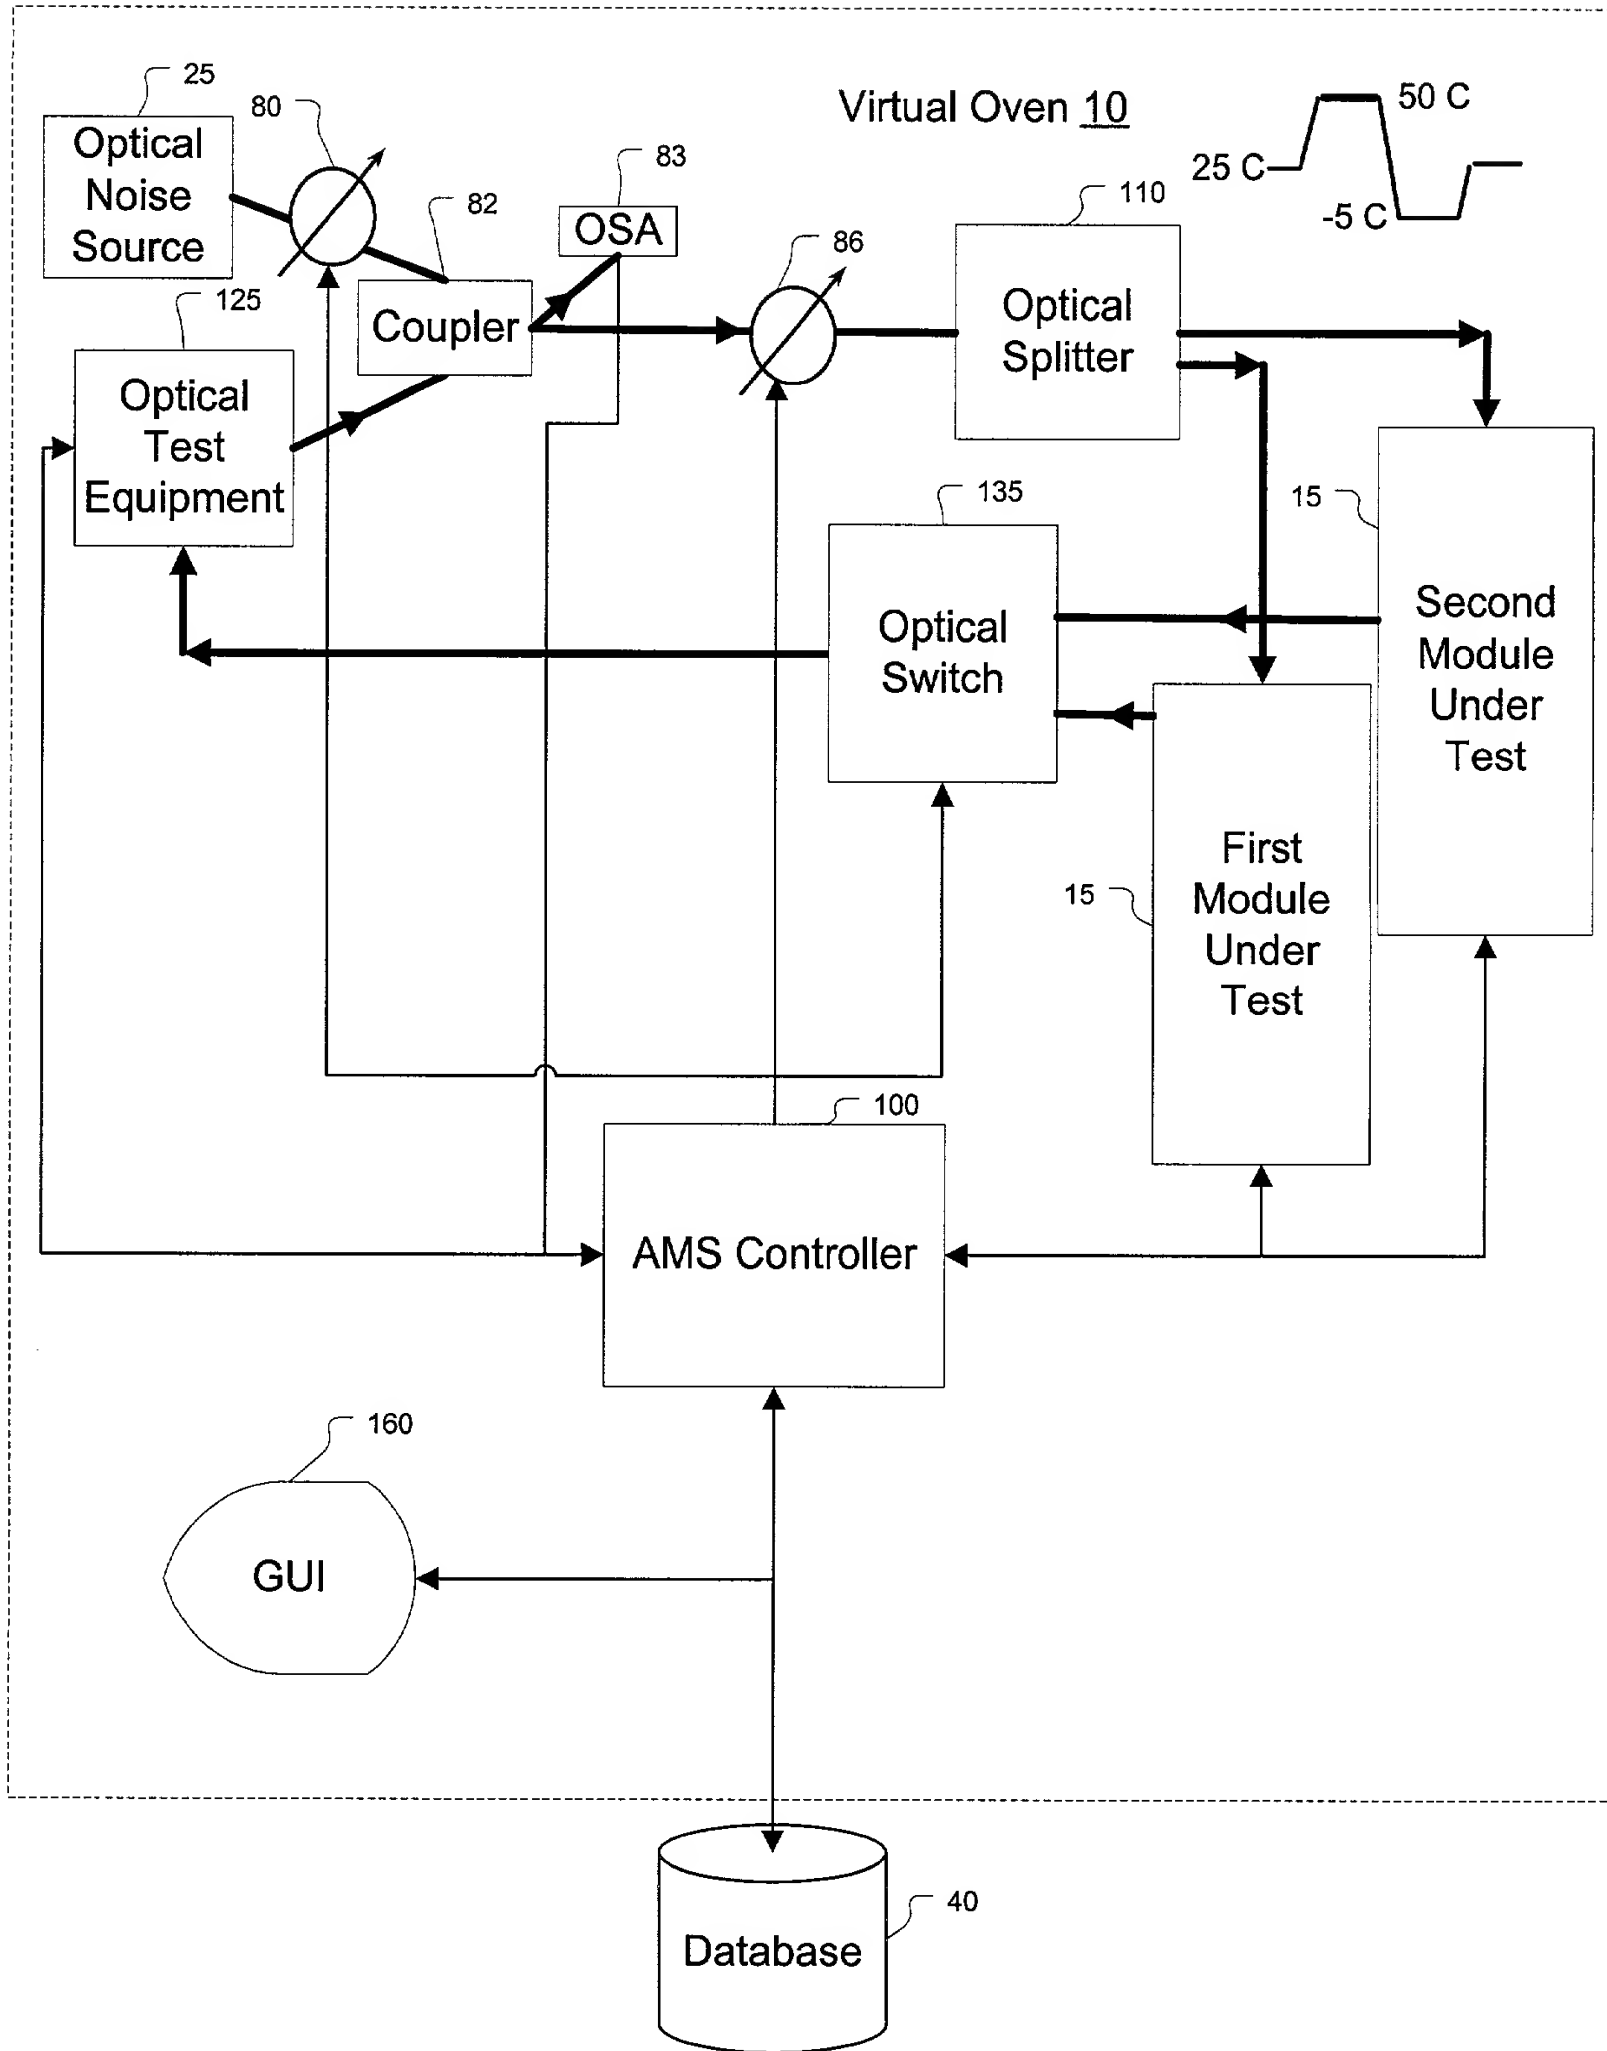 25
80
Virtual Oven 10
50 C
25 C
-5 C
Optical
Noise
Source
83
OSA
82
110
86
125
Coupler
Optical
Splitter
Optical
Test
Equipment
135
15
Optical
Switch
Second
Module
Under
Test
15
First
Module
Under
Test
100
AMS Controller
160
GUI
40
Database